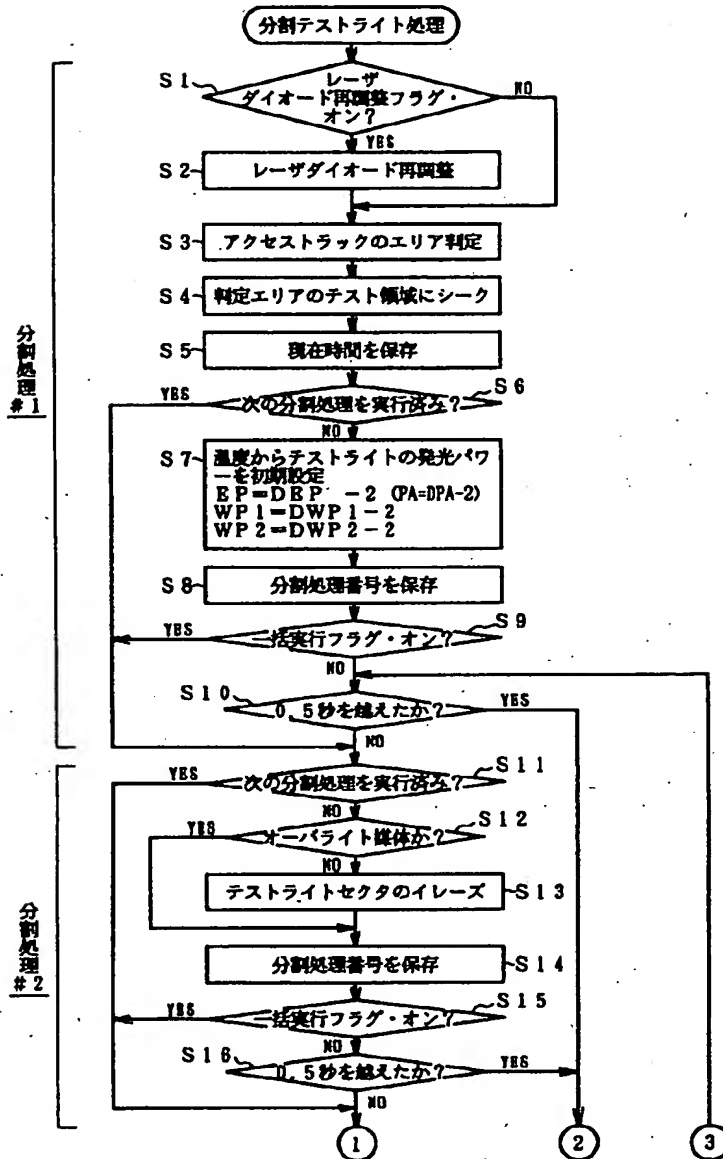 分割テストライト処理
S1
レーザ
ダイオード再調整フラグ・
オン?
NO
YES
S2
レーザダイオード再調整
S3
アクセストラックのエリア判定
S4
判定エリアのテスト領域にシーク
S5
現在時間を保存
分割処理
#1
YES
次の分割処理を実行済み?
S6
NO
S7
温度からテストライトの発光パワ
ーを初期設定
EP=DEP -2 (PA=DPA-2)
WP1=DWP1-2
WP2=DWP2-2
S8
分割処理番号を保存
S9
YES
一括実行フラグ・オン?
NO
S10
0.5秒を越えたか?
YES
NO
YES
次の分割処理を実行済み?
S11
NO
YES
オーバライト媒体か?
S12
NO
テストライトセクタのイレーズ
S13
分割処理
#2
分割処理番号を保存
S14
YES
一括実行フラグ・オン?
S15
NO
S16
0.5秒を越えたか?
YES
NO
1
2
3